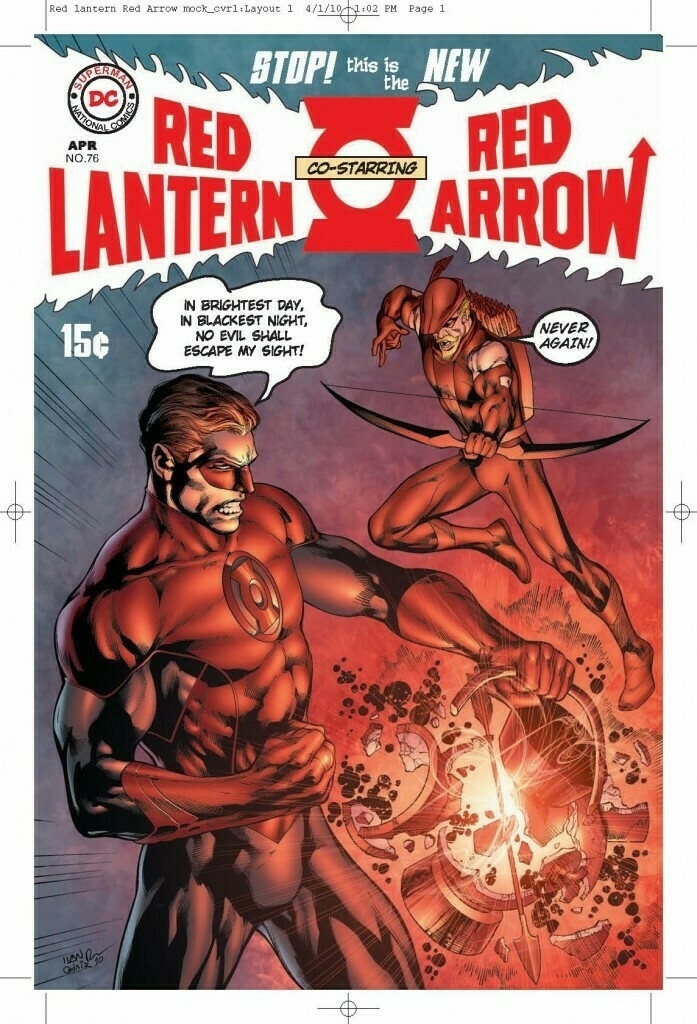 Red lantern Red Arrow mock_cvr1:Layout 1 4/1/10 1:02 PM Page 1
STOP! this is the NEW
SUPERMAN
DC
NATIONAL COMICS
APR
NO.76
RED
LANTERN
CO-STARRING
RED
ARROW
15¢
IN BRIGHTEST DAY,
IN BLACKEST NIGHT,
NO EVIL SHALL
ESCAPE MY SIGHT!
NEVER
AGAIN!